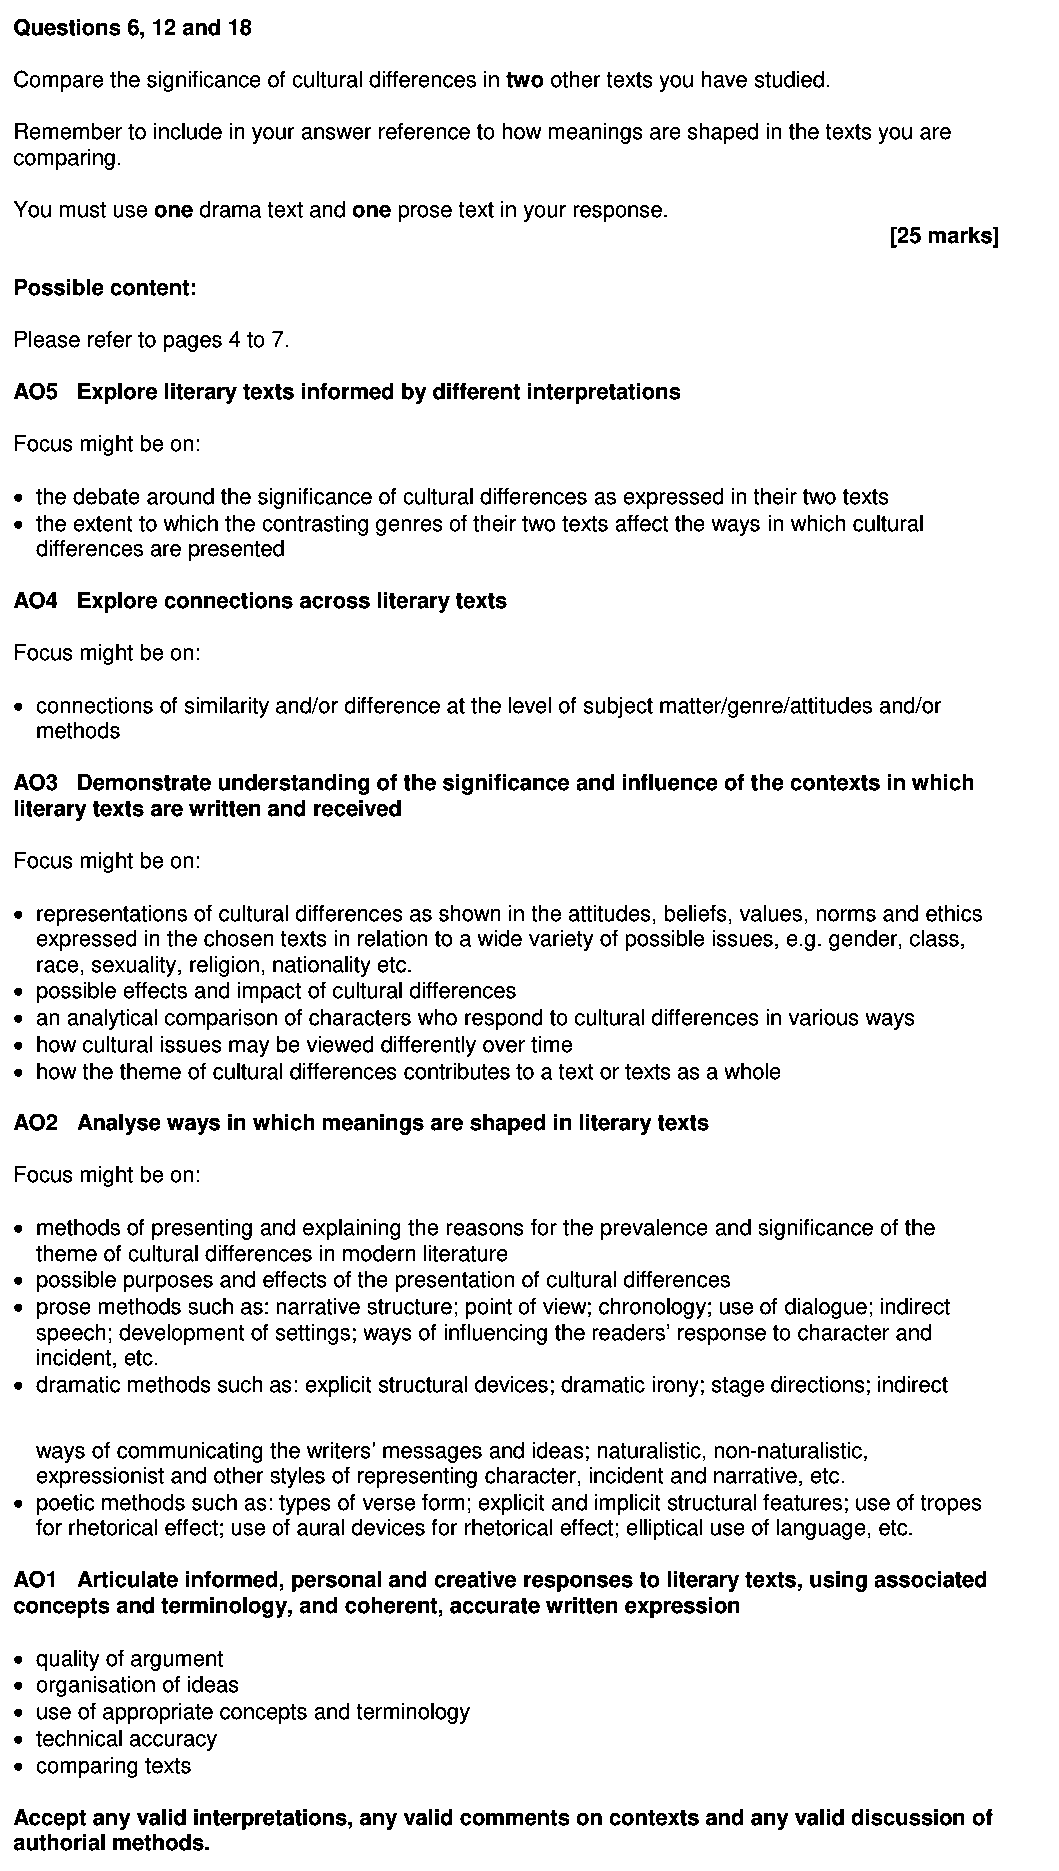 Questions 6, 12 and 18
Compare the significance of cultural differences in two other texts you have studied.
Remember to include in your answer reference to how meanings are shaped in the texts you are
comparing.
You must use one drama text and one prose text in your response.
[25 marks]
Possible content:
Please refer to pages 4 to 7.
AO5 Explore literary texts informed by different interpretations
Focus might be on:
• the debate around the significance of cultural differences as expressed in their two texts
• the extent to which the contrasting genres of their two texts affect the ways in which cultural
differences are presented
AO4 Explore connections across literary texts
Focus might be on:
• connections of similarity and/or difference at the level of subject matter/genre/attitudes and/or
methods
AO3 Demonstrate understanding of the significance and influence of the contexts in which
literary texts are written and received
Focus might be on:
• representations of cultural differences as shown in the attitudes, beliefs, values, norms and ethics
expressed in the chosen texts in relation to a wide variety of possible issues, e.g. gender, class,
race, sexuality, religion, nationality etc.
• possible effects and impact of cultural differences
• an analytical comparison of characters who respond to cultural differences in various ways
• how cultural issues may be viewed differently over time
• how the theme of cultural differences contributes to a text or texts as a whole
AO2 Analyse ways in which meanings are shaped in literary texts
Focus might be on:
• methods of presenting and explaining the reasons for the prevalence and significance of the
theme of cultural differences in modern literature
• possible purposes and effects of the presentation of cultural differences
• prose methods such as: narrative structure; point of view; chronology; use of dialogue; indirect
speech; development of settings; ways of influencing the readers' response to character and
incident, etc.
• dramatic methods such as: explicit structural devices; dramatic irony; stage directions; indirect
ways of communicating the writers' messages and ideas; naturalistic, non-naturalistic,
expressionist and other styles of representing character, incident and narrative, etc.
• poetic methods such as: types of verse form; explicit and implicit structural features; use of tropes
for rhetorical effect; use of aural devices for rhetorical effect; elliptical use of language, etc.
AO1 Articulate informed, personal and creative responses to literary texts, using associated
concepts and terminology, and coherent, accurate written expression
• quality of argument
• organisation of ideas
• use of appropriate concepts and terminology
• technical accuracy
• comparing texts
Accept any valid interpretations, any valid comments on contexts and any valid discussion of
authorial methods.